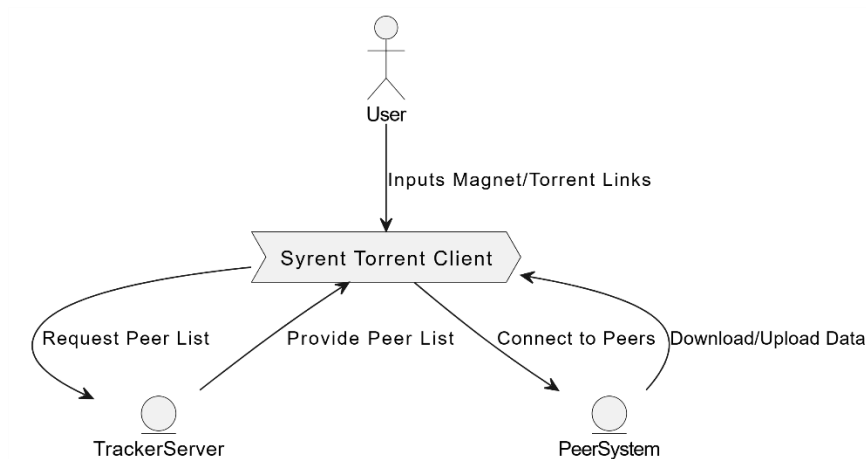 User
Inputs Magnet/Torrent Links
Syrent Torrent Client
Request Peer List
Provide Peer List
Connect to Peers
Download/Upload Data
TrackerServer
PeerSystem